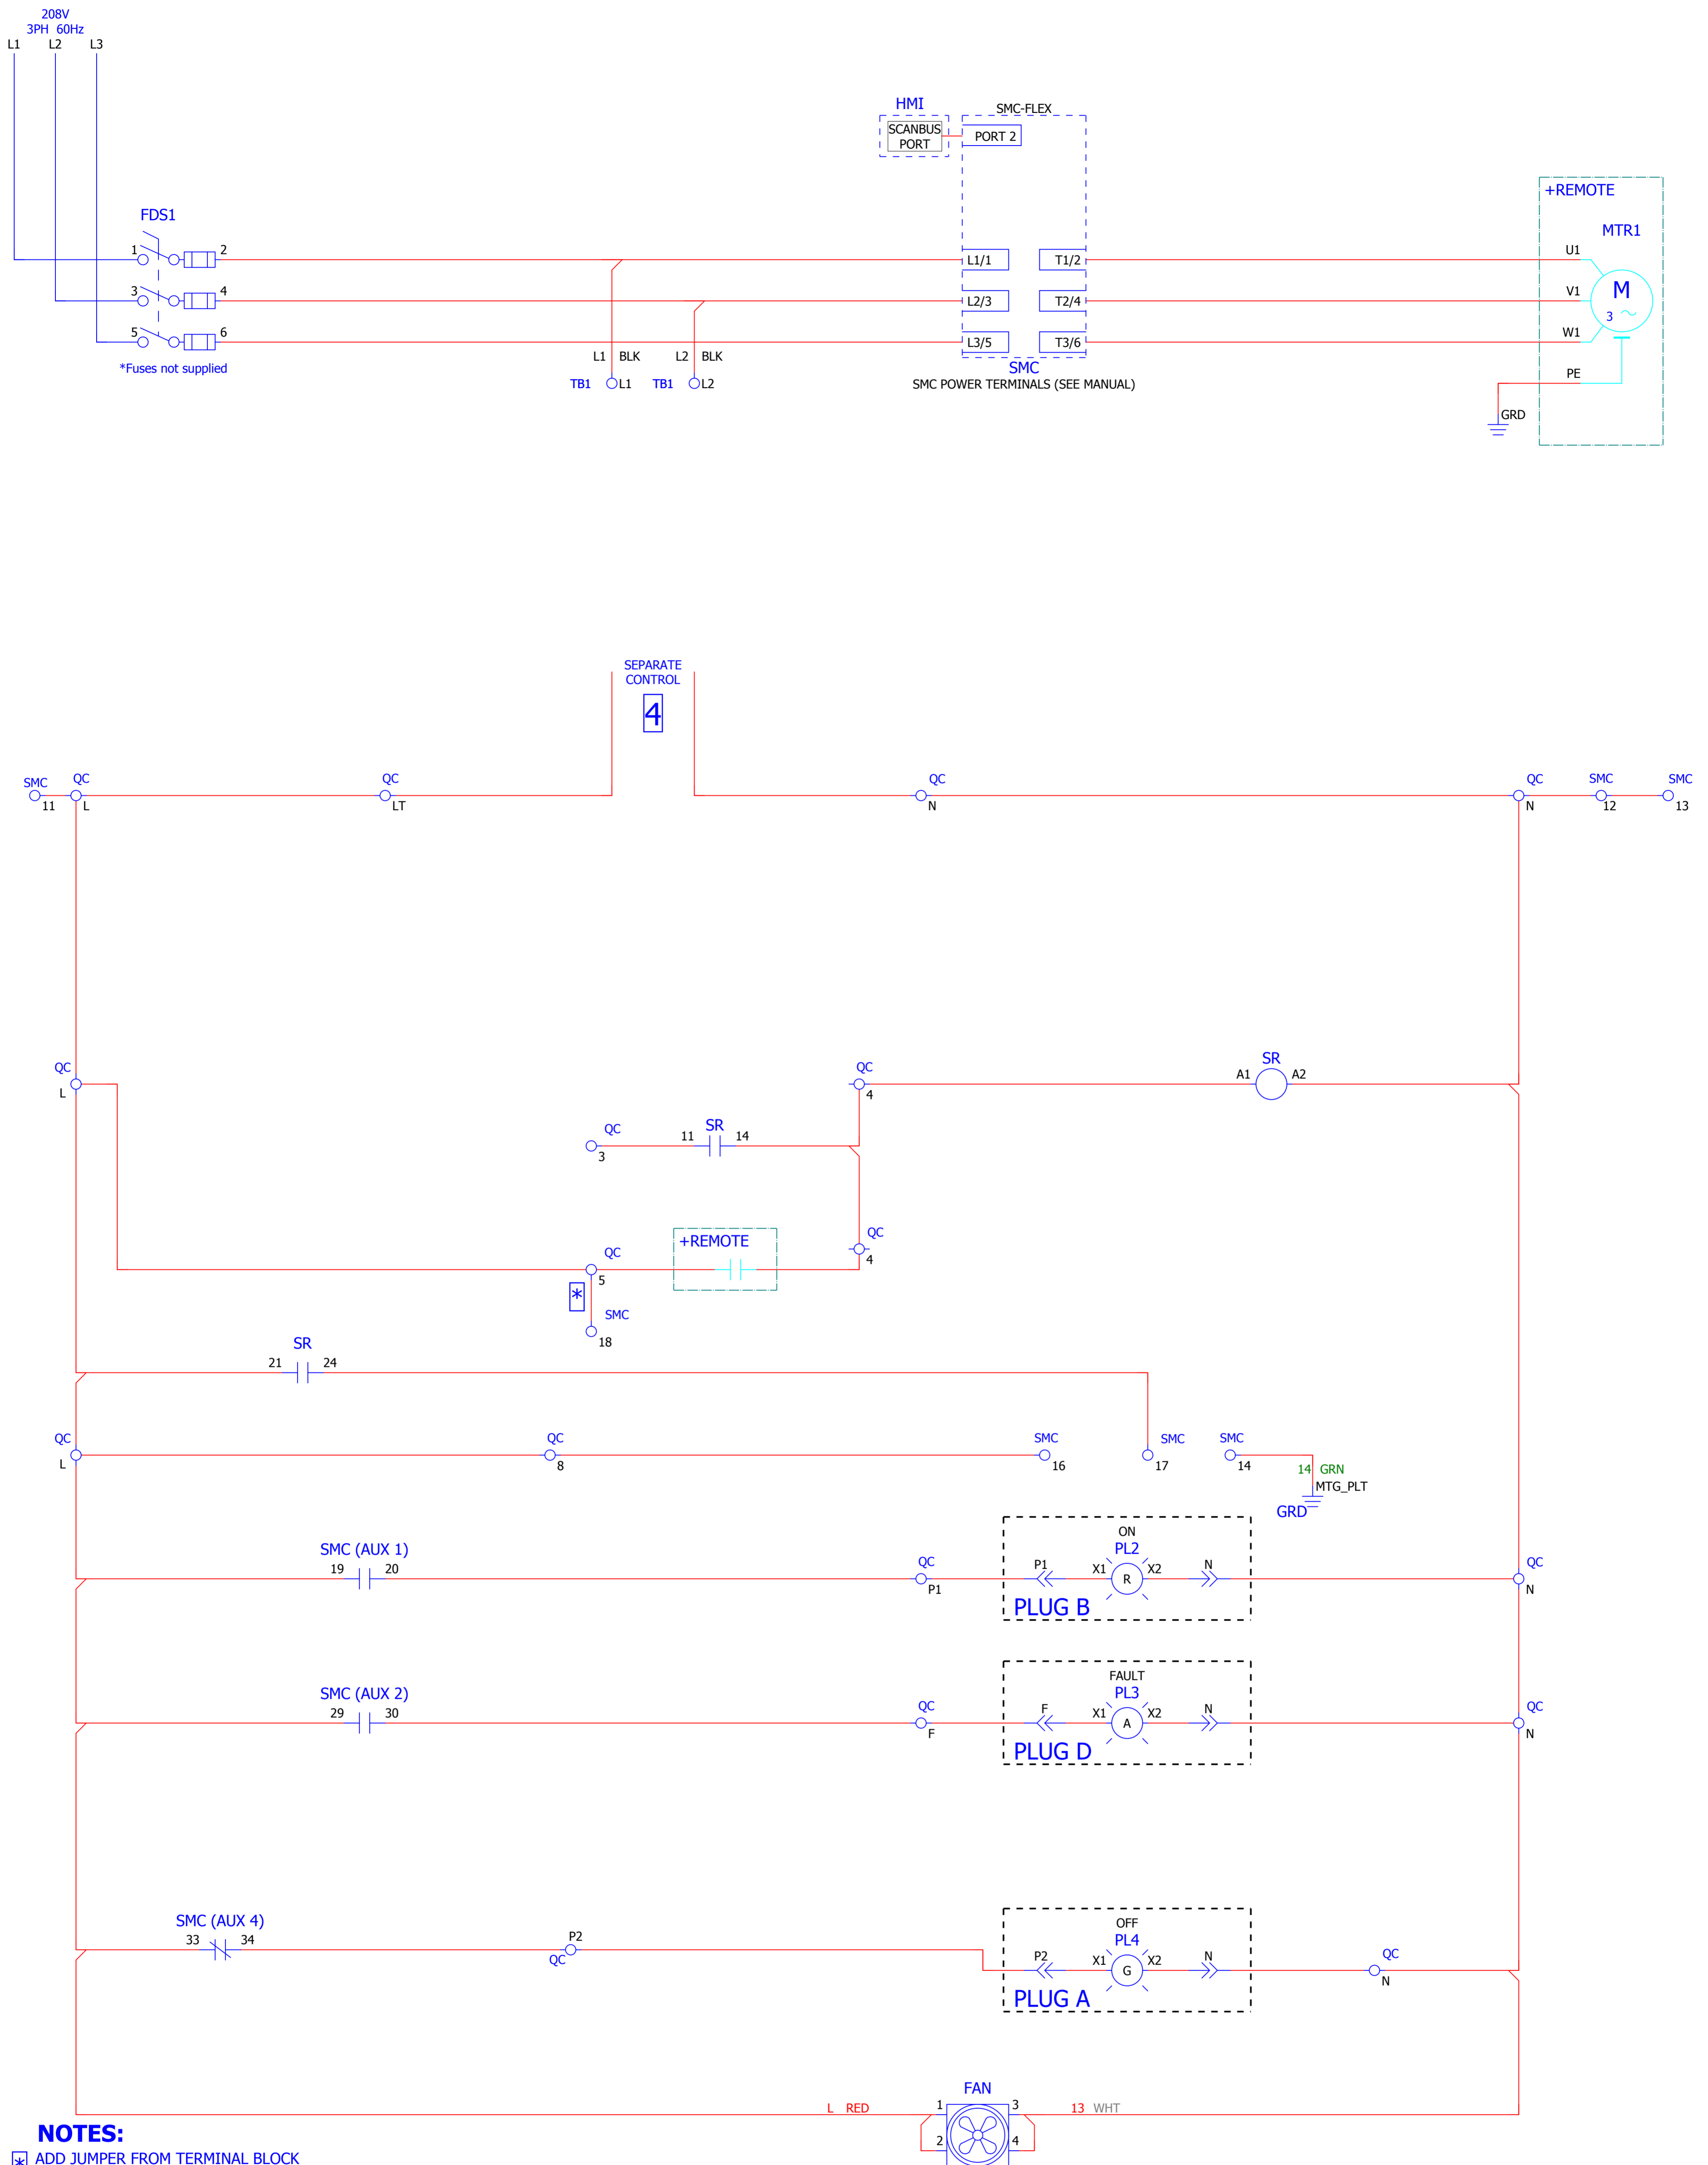 208V
3PH 60Hz
L1 L2 L3
HMI
SMC-FLEX
SCANBUS
PORT
PORT 2
+REMOTE
MTR1
FDS1
1 2
L1/1 T1/2
U1
3 4
L2/3 T2/4
V1
M
3
5 6
L3/5 T3/6
W1
*Fuses not supplied
L1 BLK L2 BLK
SMC
TB1 L1 TB1 L2
SMC POWER TERMINALS (SEE MANUAL)
PE
GRD
SEPARATE
CONTROL
4
SMC QC QC QC QC SMC SMC
11 L LT N N 12 13
QC QC SR
L 4 A1 A2
QC SR
3 11 14
QC
4
+REMOTE
QC
5
*
SMC
18
SR
21 24
QC QC SMC SMC SMC
L 8 16 17 14
14 GRN
MTG_PLT
GRD
ON
SMC (AUX 1) PL2
19 20 QC P1 X1 R X2 N QC
P1 N
PLUG B
FAULT
SMC (AUX 2) PL3
29 30 QC F X1 A X2 N QC
F N
PLUG D
OFF
SMC (AUX 4) PL4
33 34 P2
QC
P2 X1 G X2 N QC
N
PLUG A
FAN
L RED 1 3 13 WHT
2 4
NOTES:
* ADD JUMPER FROM TERMINAL BLOCK